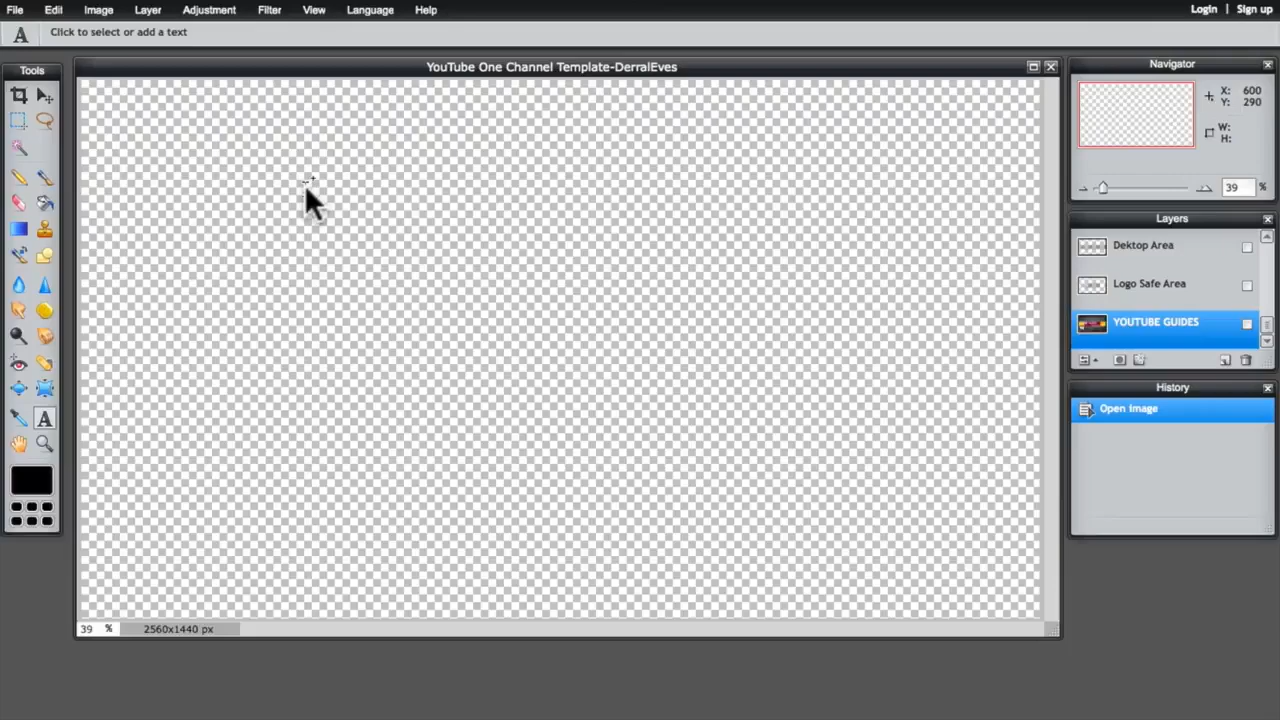 File Edit Image Layer Adjustment Filter View Language Help Login | Sign up
A Click to select or add a text
Tools
YouTube One Channel Template-DerralEves
Navigator
X: 600
Y: 290
W:
H:
39 %
Layers
Dektop Area
Logo Safe Area
YOUTUBE GUIDES
History
Open Image
A
39 % 2560x1440 px